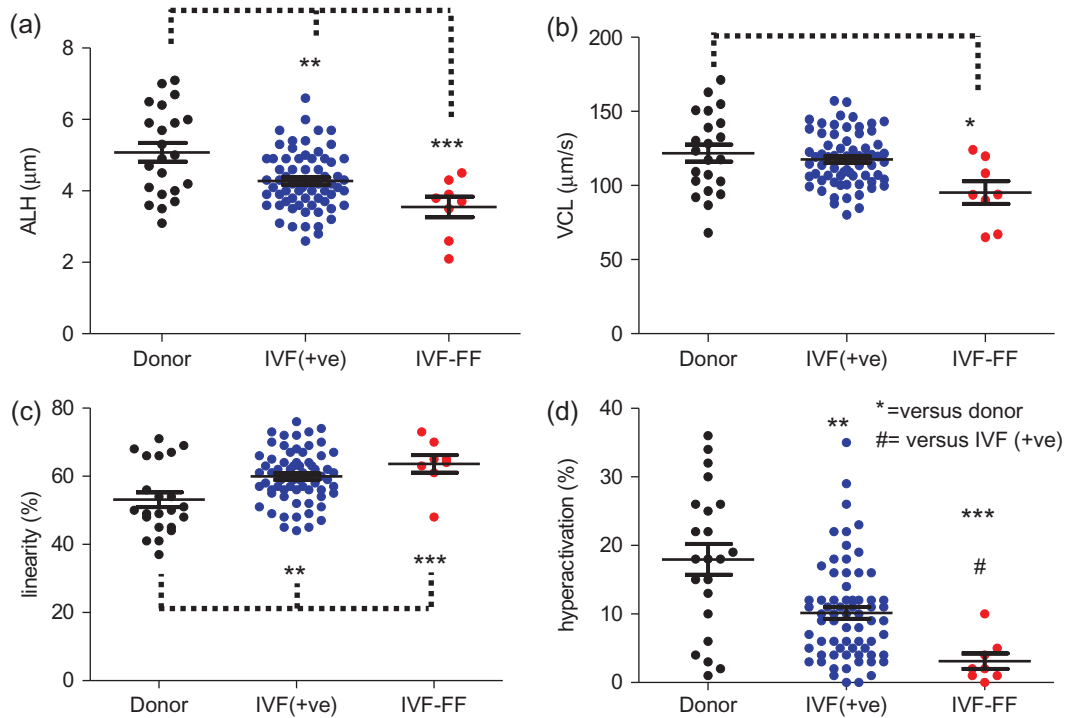 (a)
**
***
ALH (μm)
8
6
4
2
0
Donor
IVF(+ve)
IVF-FF
(b)
*
VCL (μm/s)
200
150
100
50
0
Donor
IVF(+ve)
IVF-FF
(c)
**
***
linearity (%)
80
60
40
20
0
Donor
IVF(+ve)
IVF-FF
(d)
*=versus donor
#= versus IVF (+ve)
**
***
#
hyperactivation (%)
40
30
20
10
0
Donor
IVF(+ve)
IVF-FF